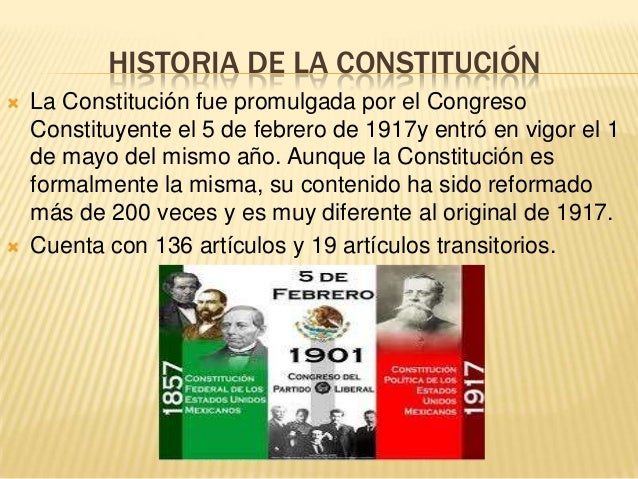 HISTORIA DE LA CONSTITUCIÓN
La Constitución fue promulgada por el Congreso
Constituyente el 5 de febrero de 1917y entró en vigor el 1
de mayo del mismo año. Aunque la Constitución es
formalmente la misma, su contenido ha sido reformado
más de 200 veces y es muy diferente al original de 1917.
Cuenta con 136 artículos y 19 artículos transitorios.
5 DE
FEBRERO
1857
CONSTITUCIÓN
FEDERAL DE LOS
ESTADOS UNIDOS
MEXICANOS
1901
CONGRESO DEL
PARTIDO LIBERAL
CONSTITUCIÓN
POLÍTICA DE LOS
ESTADOS UNIDOS
MEXICANOS
1917